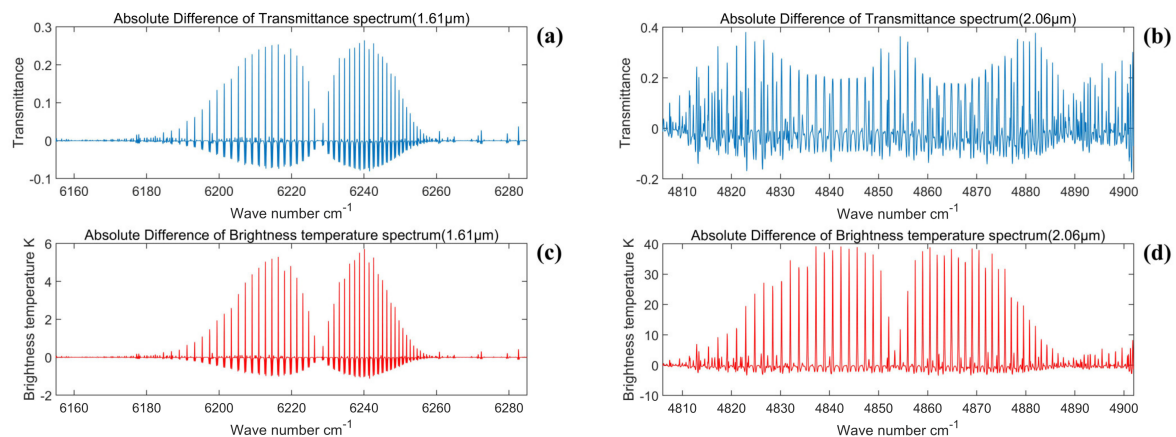 Absolute Difference of Transmittance spectrum(1.61μm)
(a)
0.3
0.2
0.1
0
-0.1
Transmittance
6160 6180 6200 6220 6240 6260 6280
Wave number cm-1
Absolute Difference of Transmittance spectrum(2.06μm)
(b)
0.4
0.2
0
-0.2
Transmittance
4810 4820 4830 4840 4850 4860 4870 4880 4890 4900
Wave number cm-1
Absolute Difference of Brightness temperature spectrum(1.61μm)
(c)
6
4
2
0
-2
Brightness temperature K
6160 6180 6200 6220 6240 6260 6280
Wave number cm-1
Absolute Difference of Brightness temperature spectrum(2.06μm)
(d)
40
30
20
10
0
-10
Brightness temperature K
4810 4820 4830 4840 4850 4860 4870 4880 4890 4900
Wave number cm-1